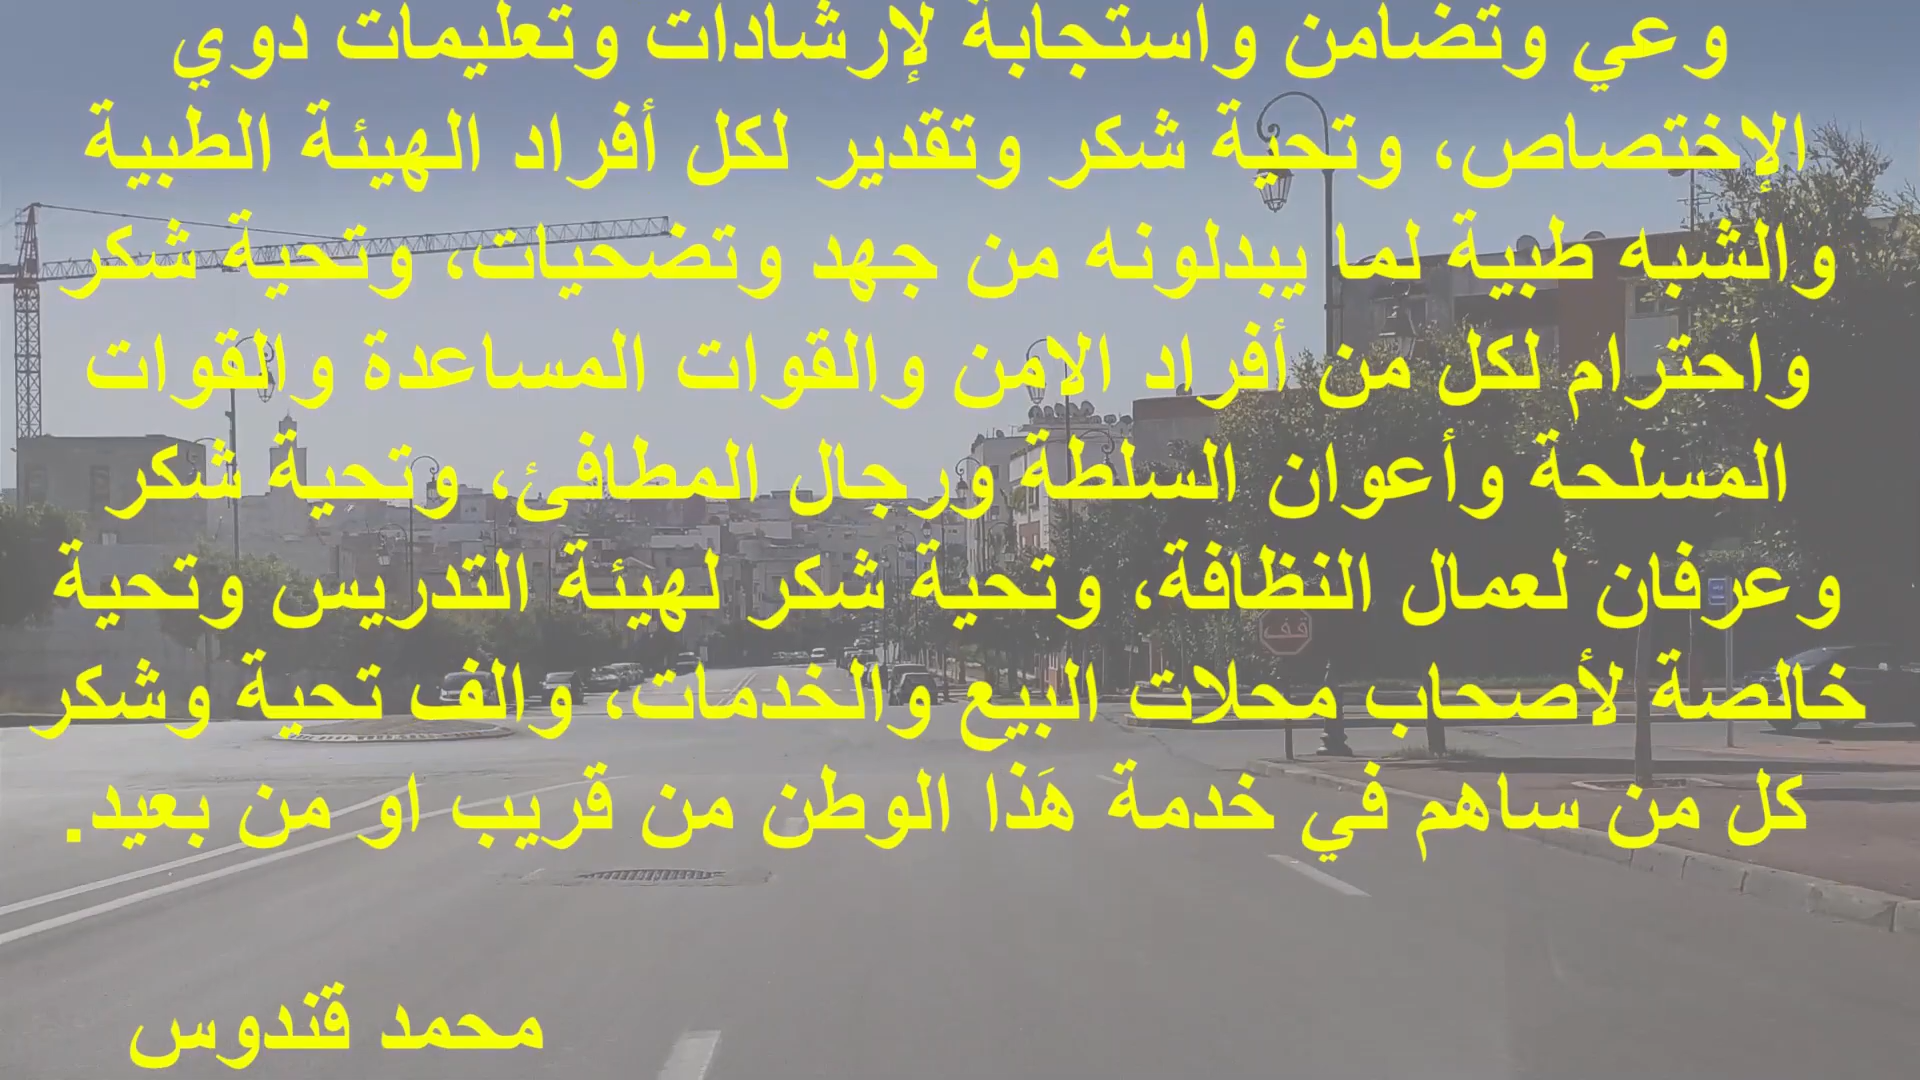 وعي وتضامن واستجابة لإرشادات وتعليمات دوي
الإختصاص، وتحية شكر وتقدير لكل أفراد الهيئة الطبية
والشبه طبية لما يبدلونه من جهد وتضحيات، وتحية شكر
واحترام لكل من أفراد الامن والقوات المساعدة والقوات
المسلحة وأعوان السلطة ورجال المطافئ، وتحية شكر
وعرفان لعمال النظافة، وتحية شكر لهيئة التدريس وتحية
خالصة لأصحاب محلات البيع والخدمات، والف تحية وشكر
كل من ساهم في خدمة هَذا الوطن من قريب او من بعيد.
قف
محمد قندوس